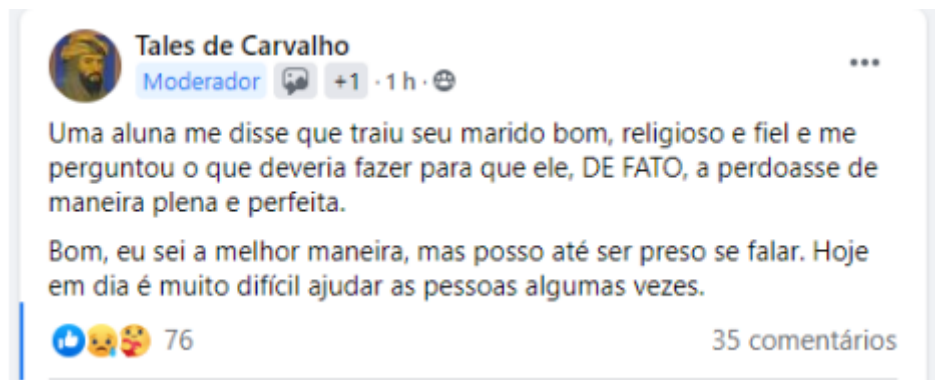 Tales de Carvalho
Moderador +1 · 1 h ·
Uma aluna me disse que traiu seu marido bom, religioso e fiel e me
perguntou o que deveria fazer para que ele, DE FATO, a perdoasse de
maneira plena e perfeita.
Bom, eu sei a melhor maneira, mas posso até ser preso se falar. Hoje
em dia é muito difícil ajudar as pessoas algumas vezes.
76 35 comentários